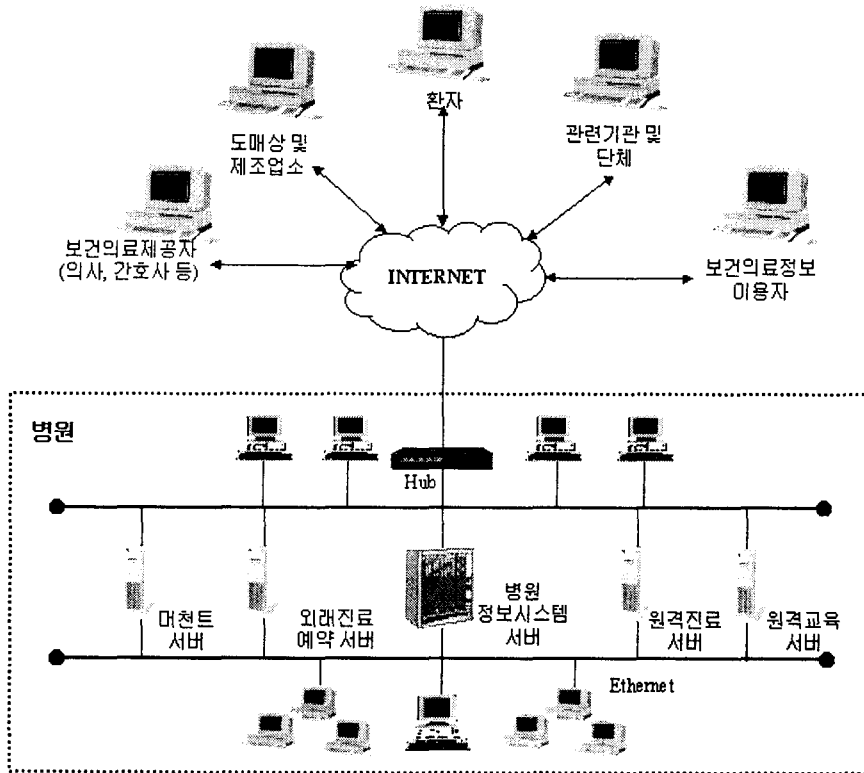 환자
도매상 및
제조업소
관련기관 및
단체
보건의료제공자
(의사, 간호사 등)
INTERNET
보건의료정보
이용자
병원
Hub
머천트
서버
외래진료
예약 서버
병원
정보시스템
서버
원격진료
서버
원격교육
서버
Ethernet